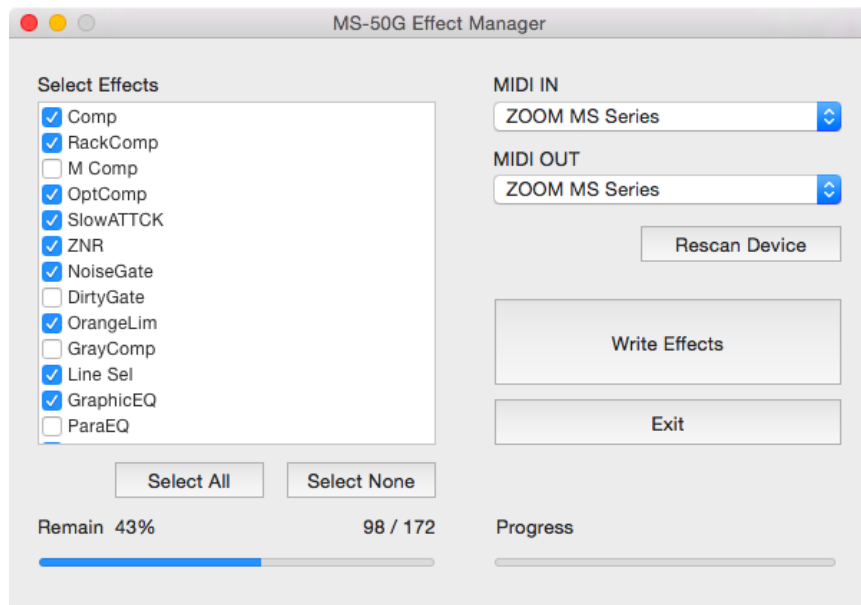 MS-50G Effect Manager
Select Effects
Comp
RackComp
M Comp
OptComp
SlowATTCK
ZNR
NoiseGate
DirtyGate
OrangeLim
GrayComp
Line Sel
GraphicEQ
ParaEQ
Select All
Select None
Remain 43%
98 / 172
MIDI IN
ZOOM MS Series
MIDI OUT
ZOOM MS Series
Rescan Device
Write Effects
Exit
Progress